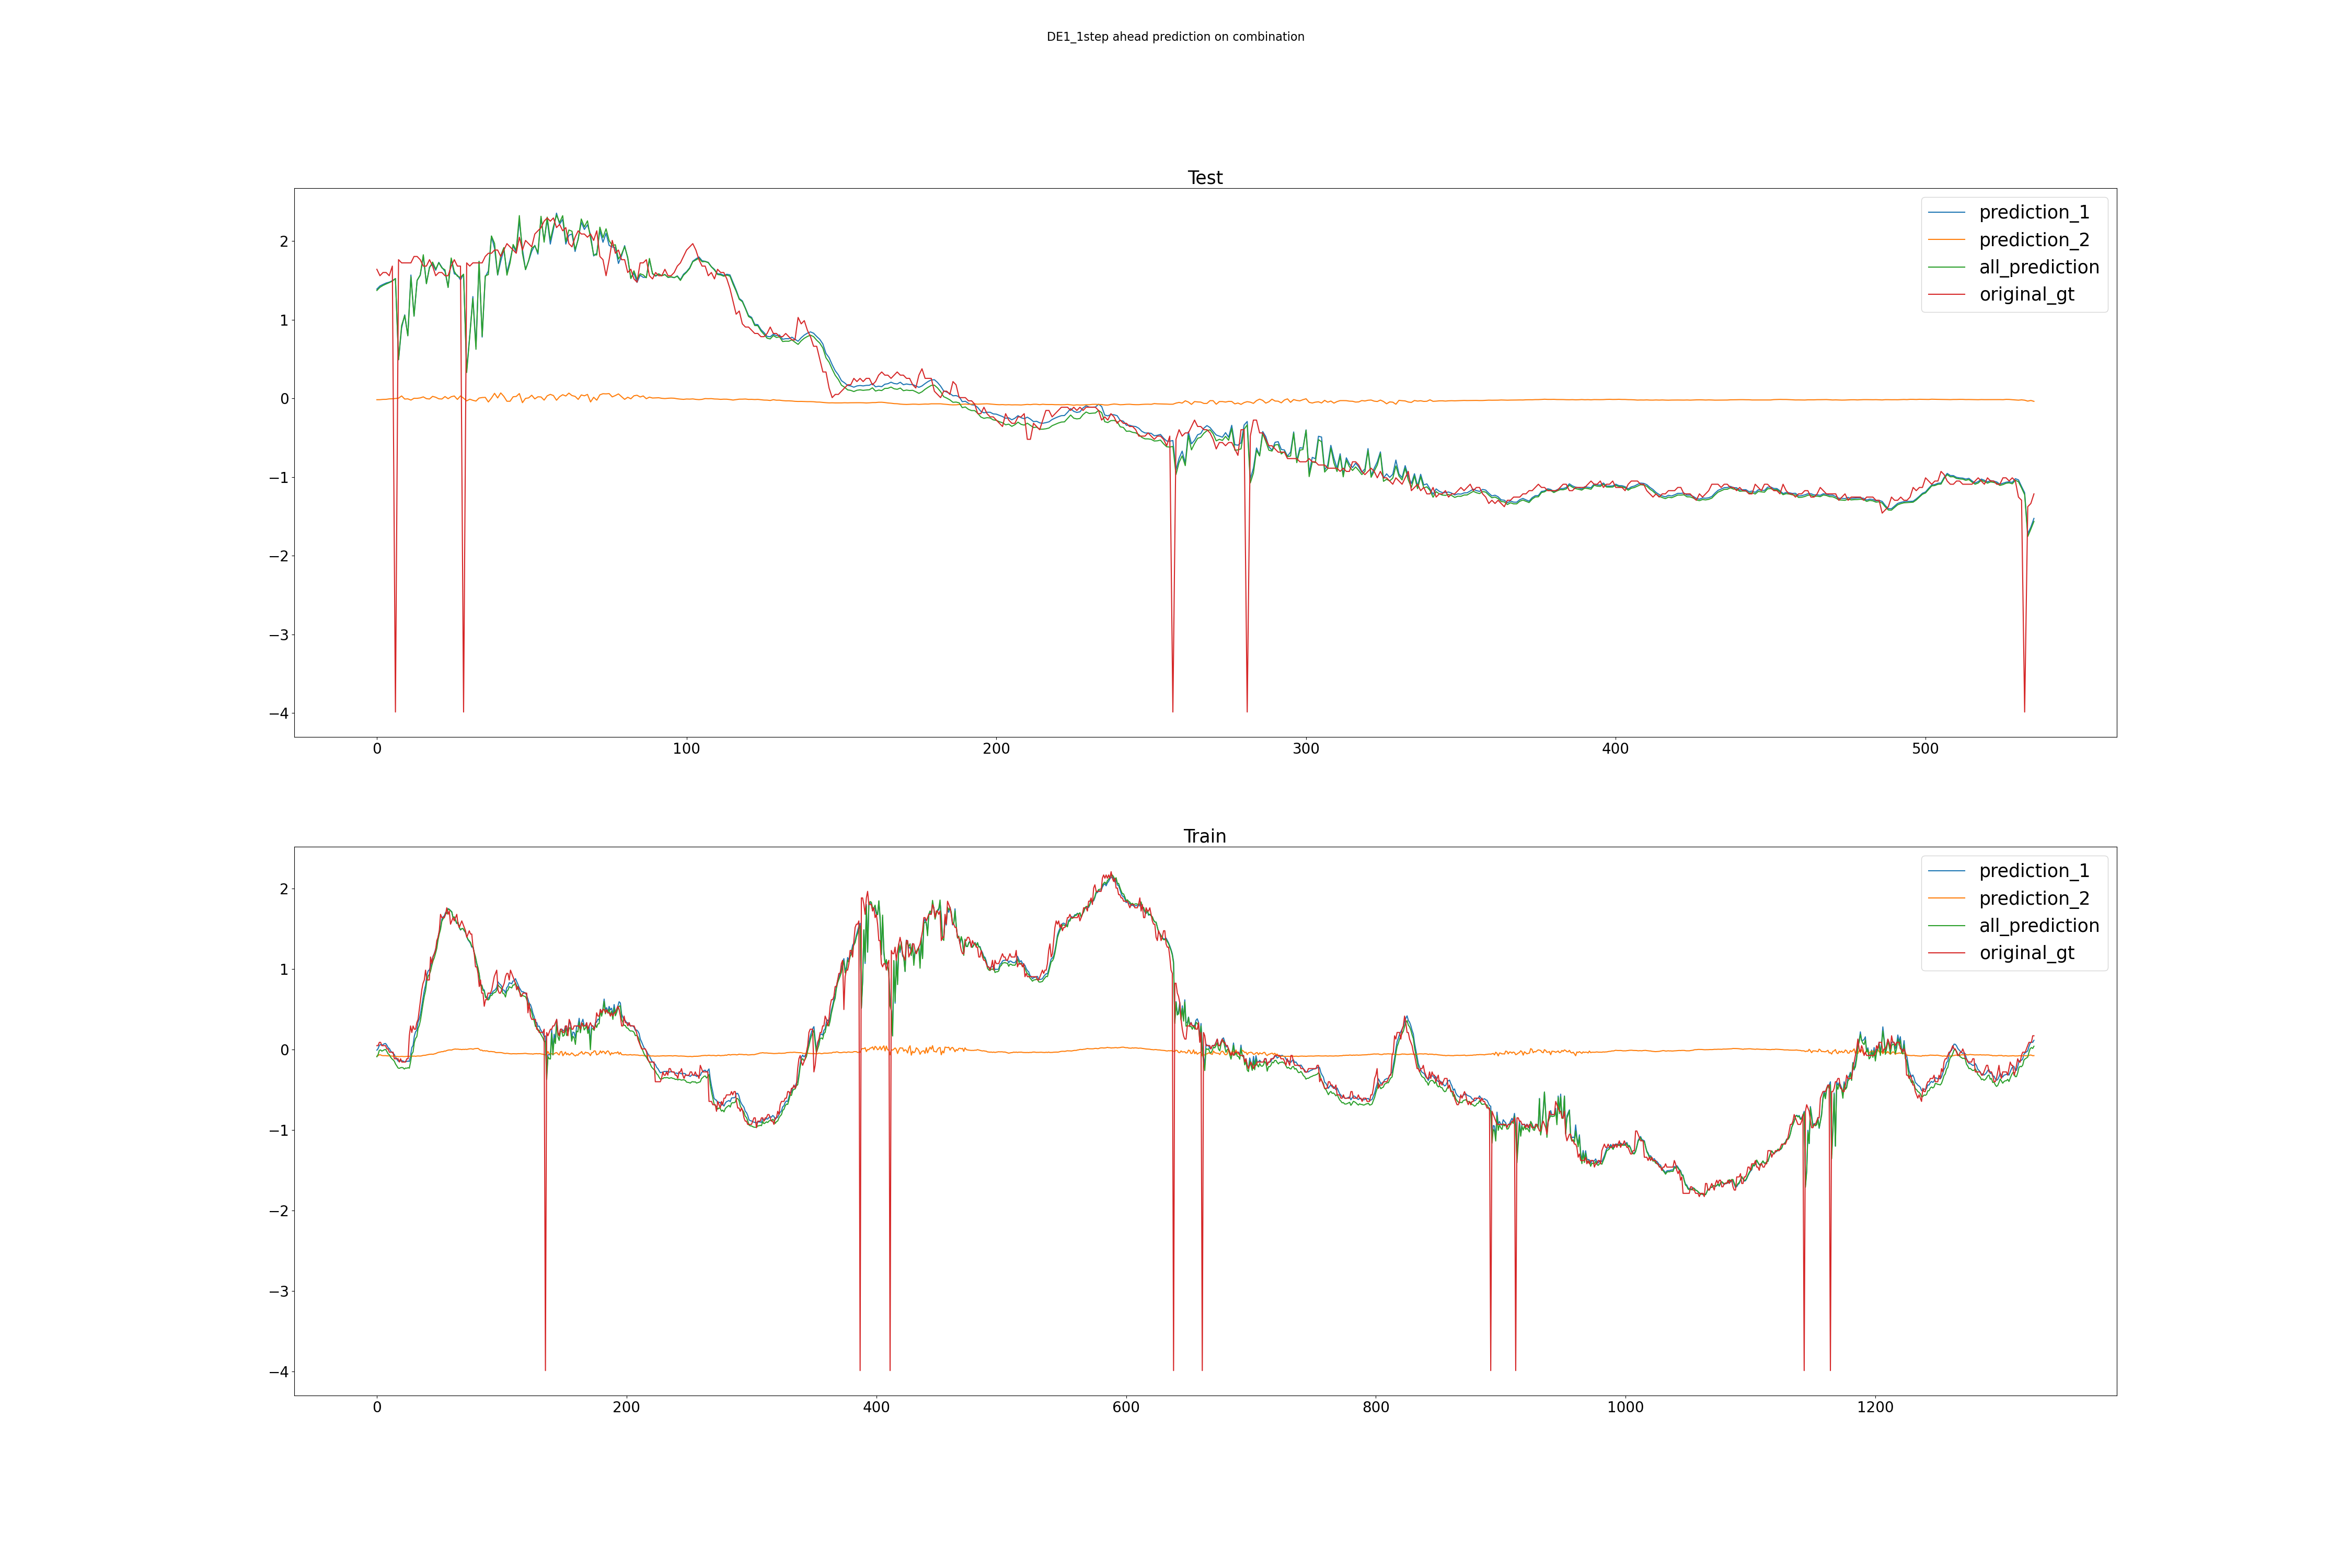 DE1_1step ahead prediction on combination
Test
prediction_1
prediction_2
all_prediction
original_gt
2
1
0
−1
−2
−3
−4
0 100 200 300 400 500
Train
prediction_1
prediction_2
all_prediction
original_gt
2
1
0
−1
−2
−3
−4
0 200 400 600 800 1000 1200